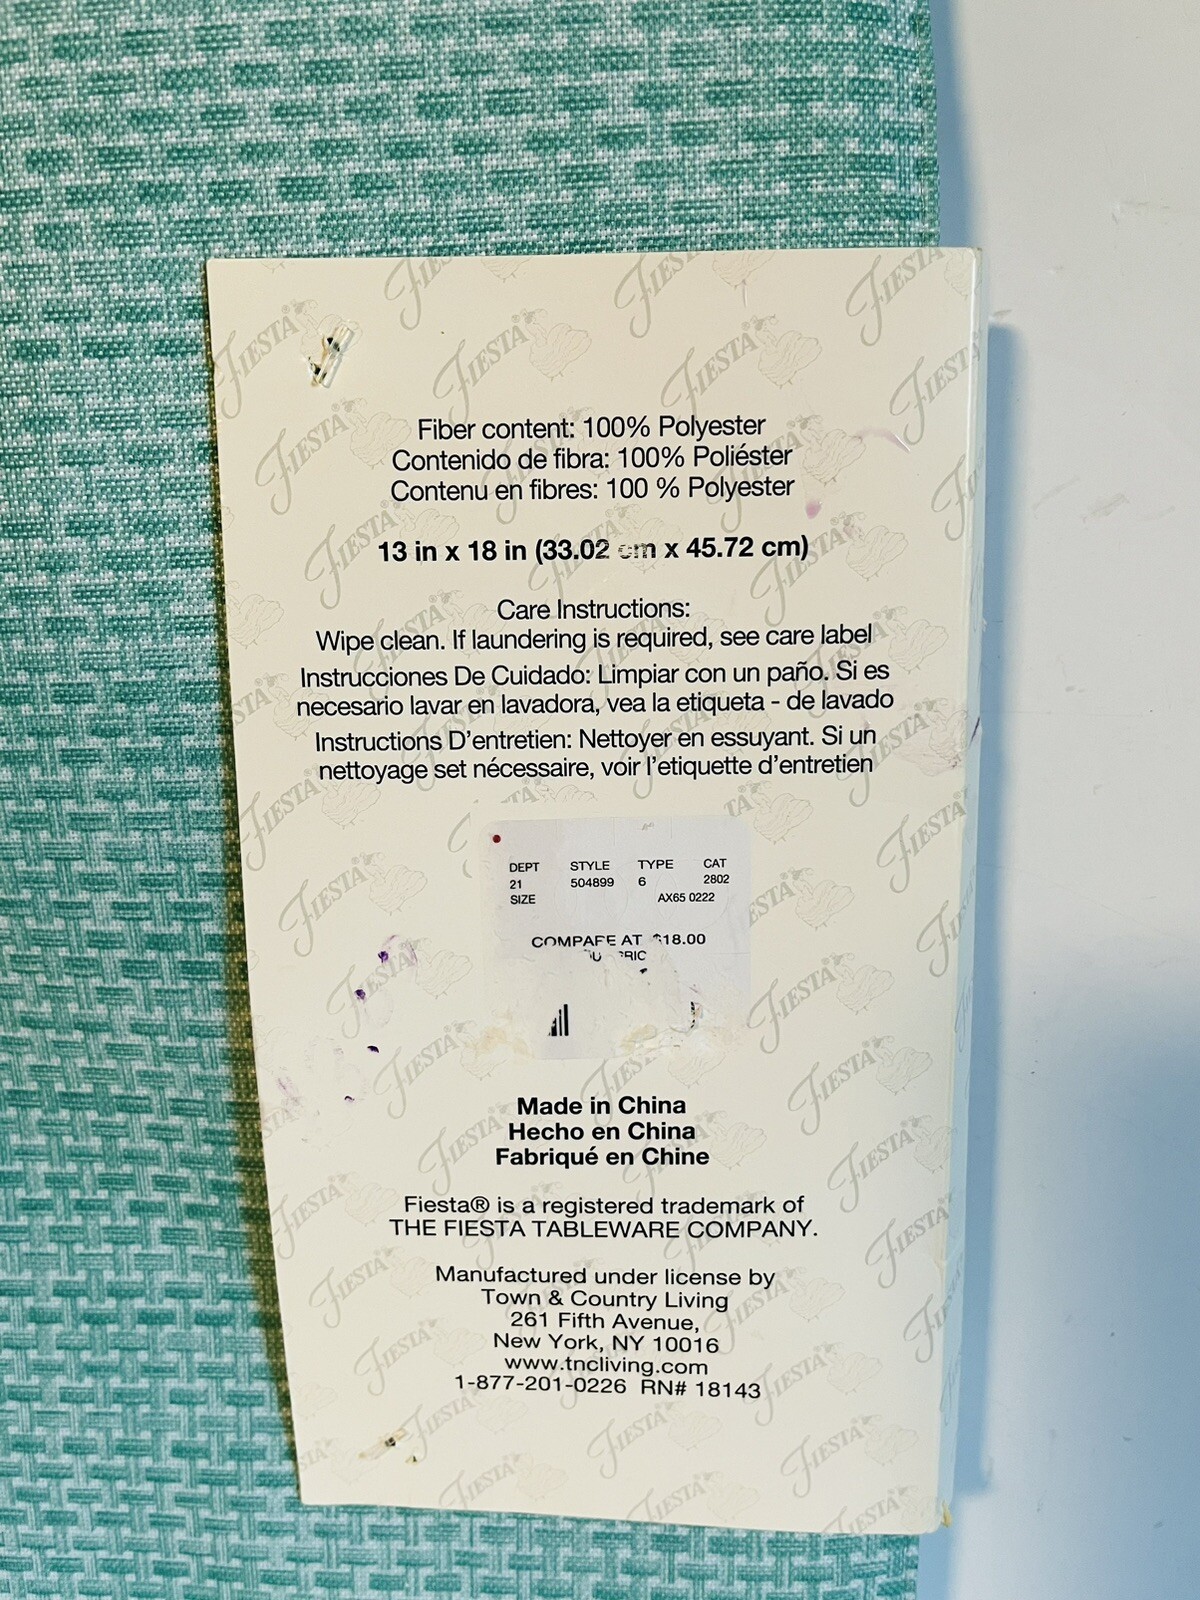 Fiber content: 100% Polyester
Contenido de fibra: 100% Poliéster
Contenu en fibres: 100 % Polyester
13 in x 18 in (33.02 cm x 45.72 cm)
Care Instructions:
Wipe clean. If laundering is required, see care label
Instrucciones De Cuidado: Limpiar con un paño. Si es
necesario lavar en lavadora, vea la etiqueta - de lavado
Instructions D'entretien: Nettoyer en essuyant. Si un
nettoyage set nécessaire, voir l'etiquette d'entretien
DEPT STYLE TYPE CAT
21 504899 6 2802
SIZE AX65 0222
COMPARE AT $18.00
Made in China
Hecho en China
Fabriqué en Chine
Fiesta® is a registered trademark of
THE FIESTA TABLEWARE COMPANY.
Manufactured under license by
Town & Country Living
261 Fifth Avenue,
New York, NY 10016
www.tncliving.com
1-877-201-0226 RN# 18143
FIESTA®